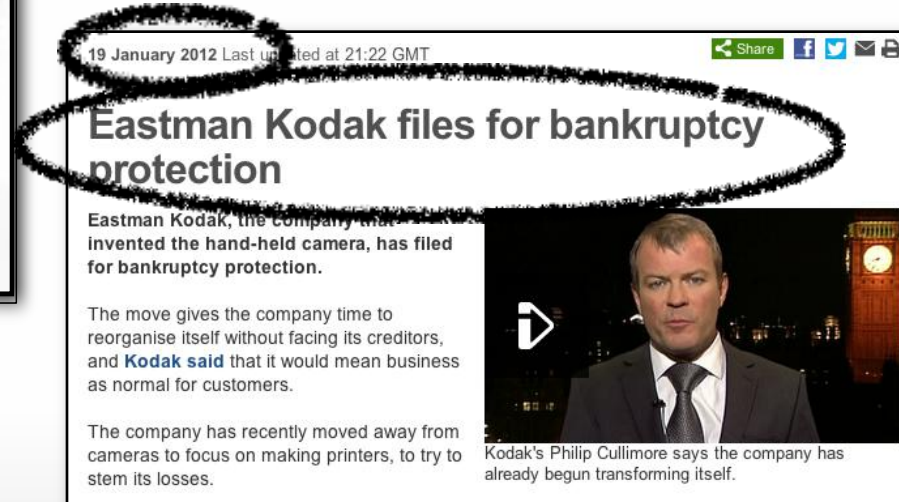 19 January 2012 Last updated at 21:22 GMT
Share
Eastman Kodak files for bankruptcy
protection
Eastman Kodak, the company that
invented the hand-held camera, has filed
for bankruptcy protection.
The move gives the company time to
reorganise itself without facing its creditors,
and Kodak said that it would mean business
as normal for customers.
The company has recently moved away from
cameras to focus on making printers, to try to
stem its losses.
Kodak's Philip Cullimore says the company has
already begun transforming itself.